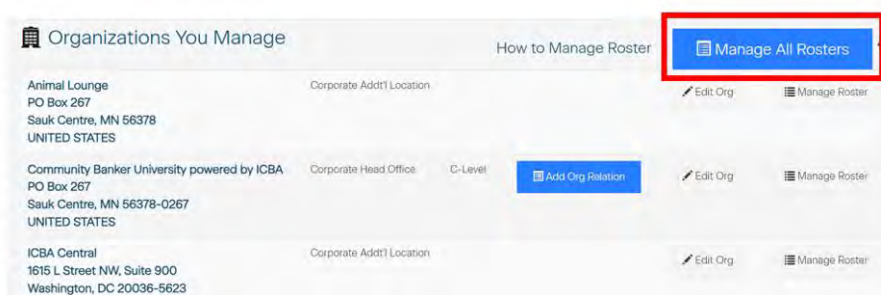 Organizations You Manage
How to Manage Roster
Manage All Rosters
Animal Lounge
PO Box 267
Sauk Centre, MN 56378
UNITED STATES
Corporate Addt'l Location
Edit Org
Manage Roster
Community Banker University powered by ICBA
PO Box 267
Sauk Centre, MN 56378-0267
UNITED STATES
Corporate Head Office
C-Level
Add Org Relation
Edit Org
Manage Roster
ICBA Central
1615 L Street NW, Suite 900
Washington, DC 20036-5623
Corporate Addt'l Location
Edit Org
Manage Roster